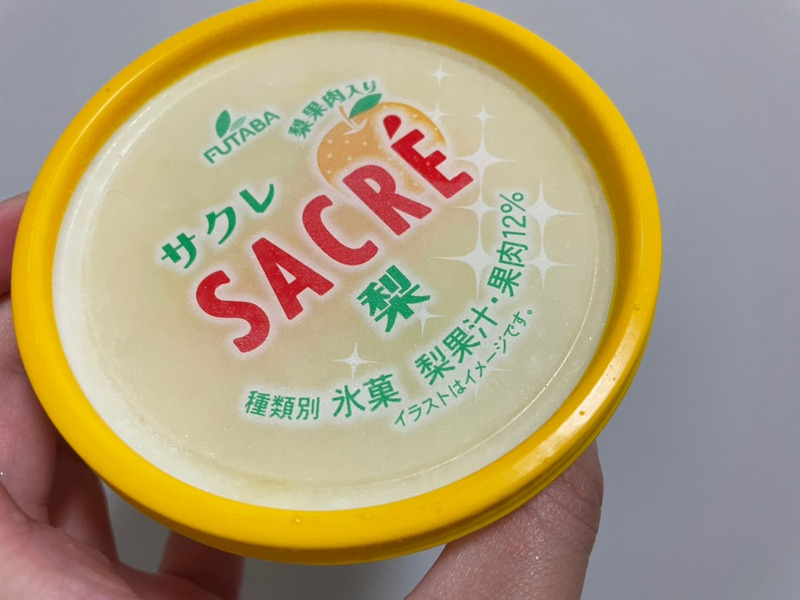 FUTABA
梨果肉入り
サクレ
SACRÉ
梨
種類別 氷菓 梨果汁・果肉12%
イラストはイメージです。